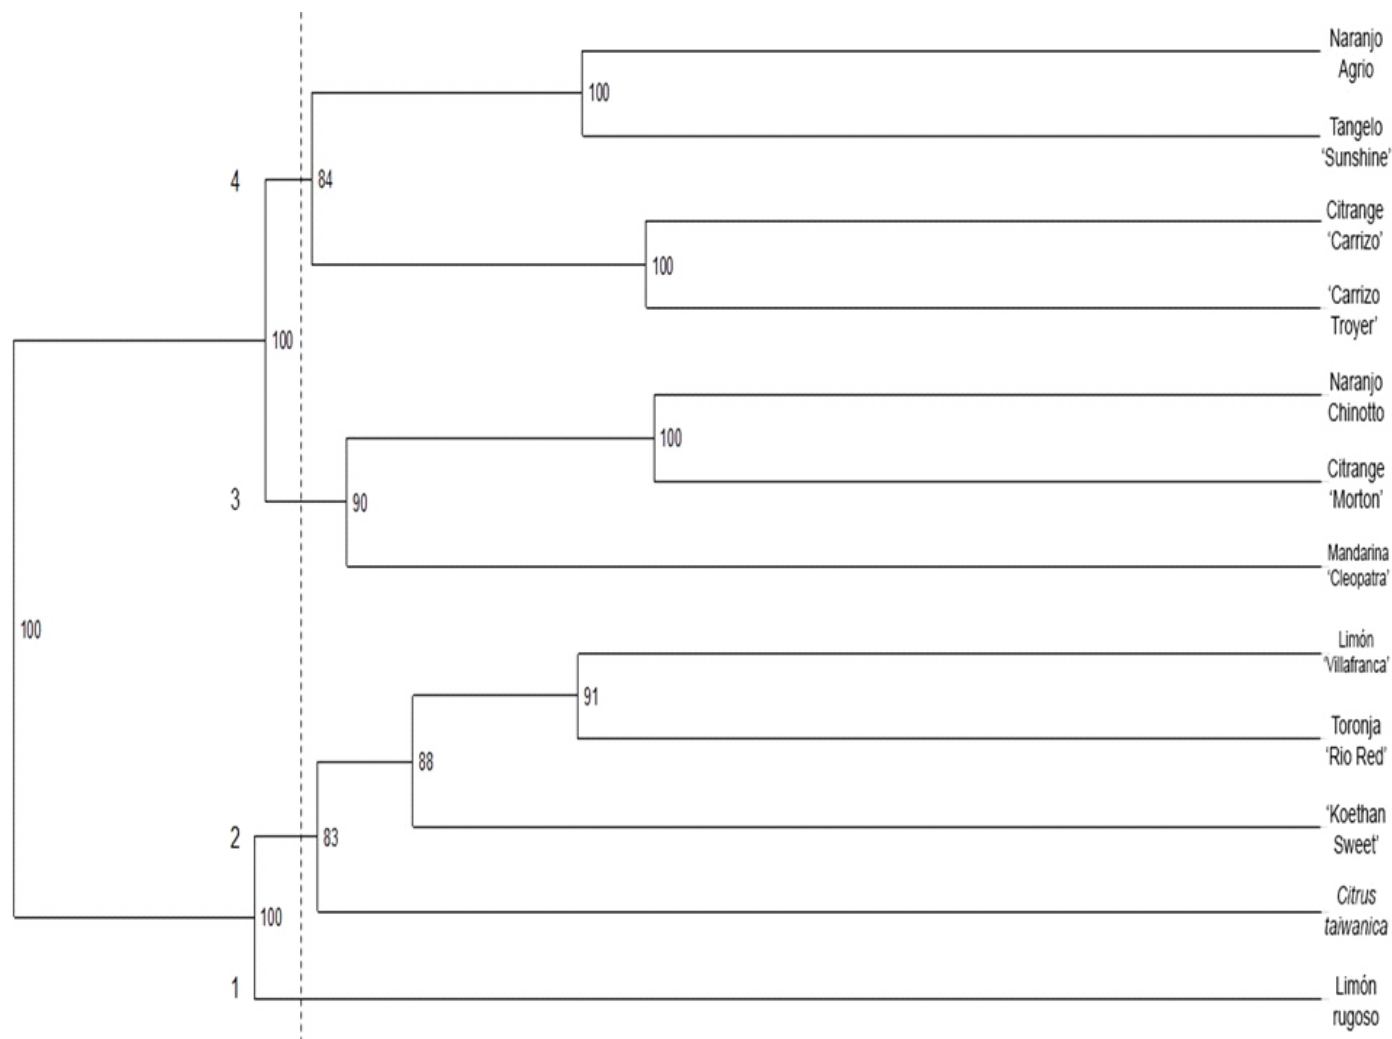 Naranjo
Agrio
100
Tangelo
'Sunshine'
4
84
Citrange
'Carrizo'
100
'Carrizo
Troyer'
100
Naranjo
Chinotto
100
Citrange
'Morton'
3
90
Mandarina
'Cleopatra'
100
Limón
'Villafranca'
91
Toronja
'Rio Red'
88
'Koethan
Sweet'
2
83
Citrus
taiwanica
100
1
Limón
rugoso